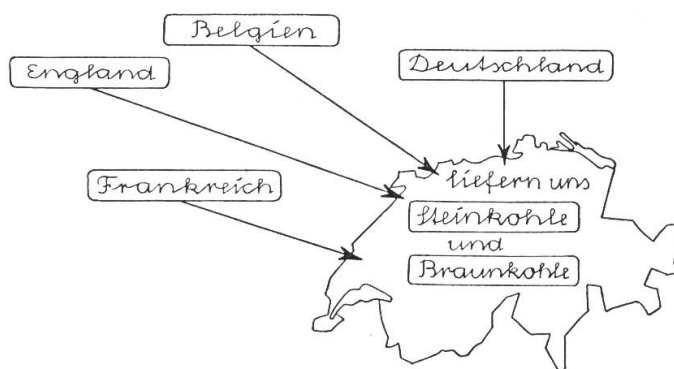 Belgien
England
Deutschland
Frankreich
liefern uns
Steinkohle
und
Braunkohle